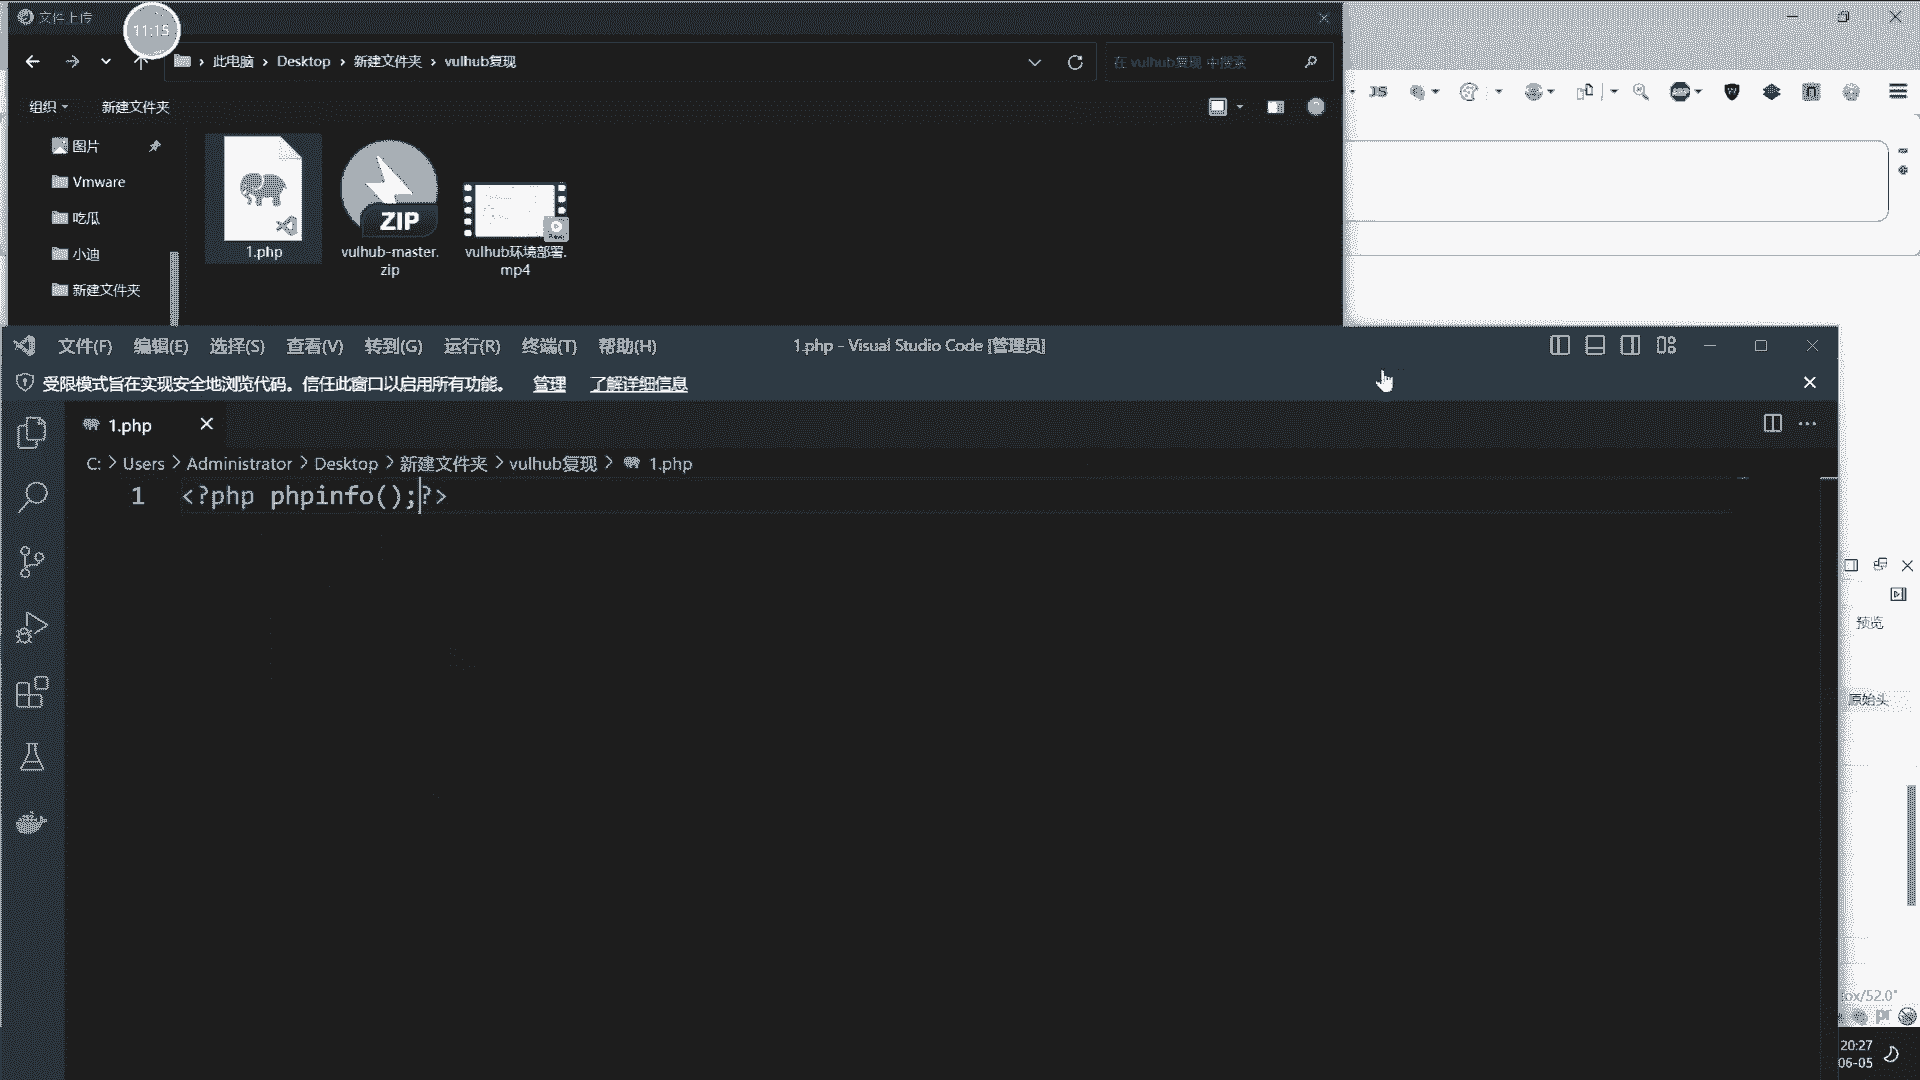 文件上传
11:15
此电脑 › Desktop › 新建文件夹 › vulhub复现
在 vulhub复现 中搜索
组织
新建文件夹
JS
图片
Vmware
吃瓜
小迪
新建文件夹
1.php
ZIP
vulhub-master.
zip
vulhub环境部署.
mp4
文件(F) 编辑(E) 选择(S) 查看(V) 转到(G) 运行(R) 终端(T) 帮助(H)
1.php - Visual Studio Code [管理员]
受限模式旨在实现安全地浏览代码。信任此窗口以启用所有功能。 管理 了解详细信息
1.php
C: > Users > Administrator > Desktop > 新建文件夹 > vulhub复现 > 1.php
1 <?php phpinfo();?>
预览
原始头
ox/52.0"
pr
20:27
06-05